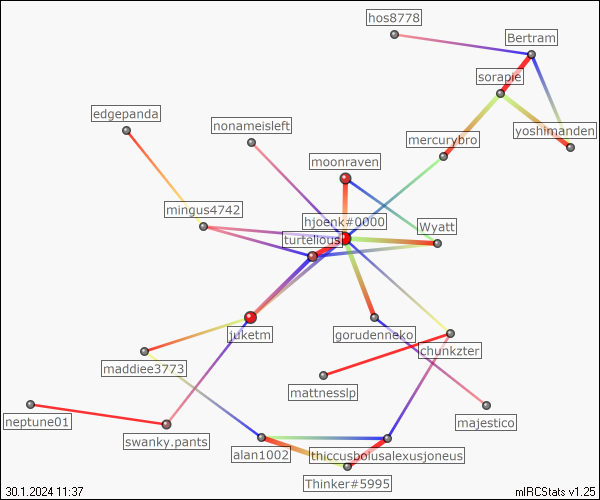 hos8778
Bertram
sorapie
edgepanda
nonameisleft
yoshimanden
mercurybro
moonraven
mingus4742
hjoenk#0000
Wyatt
turtelious
juketm
gorudenneko
chunkzter
maddiee3773
mattnesslp
neptune01
majestico
swanky.pants
alan1002
thiccusbolusalexusjoneus
Thinker#5995
30.1.2024 11:37
mIRCStats v1.25